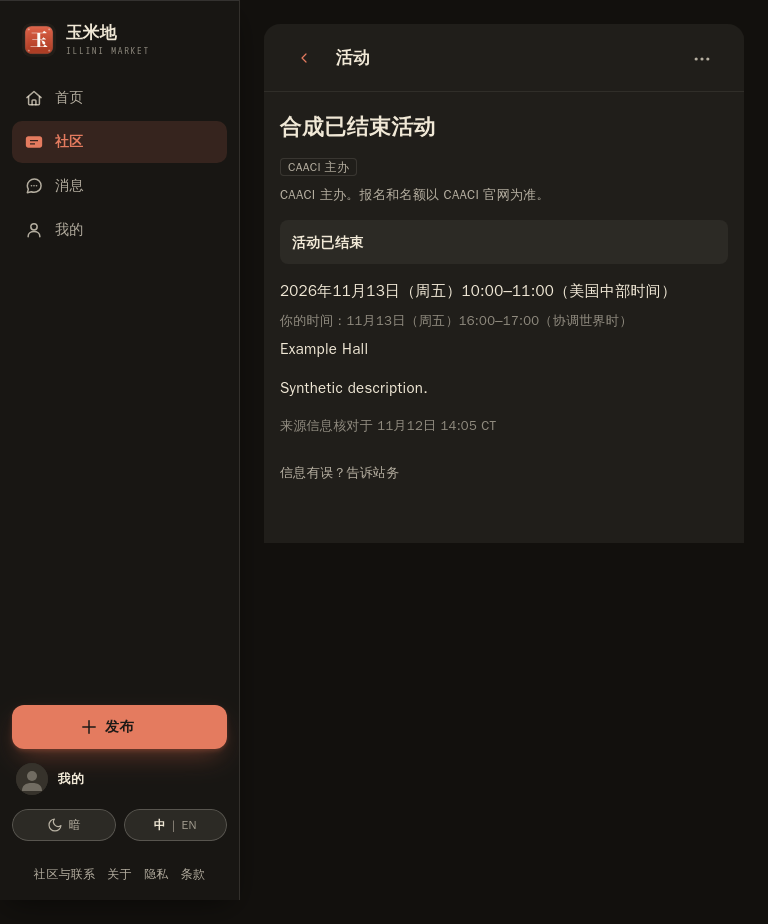 玉
玉米地
ILLINI MARKET
首页
社区
消息
我的
发布
我的
暗
中 | EN
社区与联系 关于 隐私 条款
活动
合成已结束活动
CAACI 主办
CAACI 主办。报名和名额以 CAACI 官网为准。
活动已结束
2026年11月13日（周五）10:00–11:00（美国中部时间）
你的时间：11月13日（周五）16:00–17:00（协调世界时）
Example Hall
Synthetic description.
来源信息核对于 11月12日 14:05 CT
信息有误？告诉站务